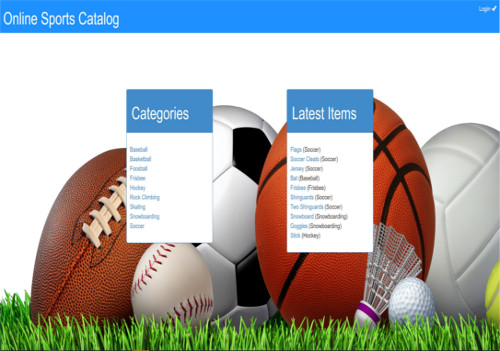 Online Sports Catalog
Login
Categories
Baseball
Basketball
Football
Frisbee
Hockey
Rock Climbing
Skating
Snowboarding
Soccer
Latest Items
Flags (Soccer)
Soccer Cleats (Soccer)
Jersey (Soccer)
Bat (Baseball)
Frisbee (Frisbee)
Shinguards (Soccer)
Two Shinguards (Soccer)
Snowboard (Snowboarding)
Goggles (Snowboarding)
Stick (Hockey)